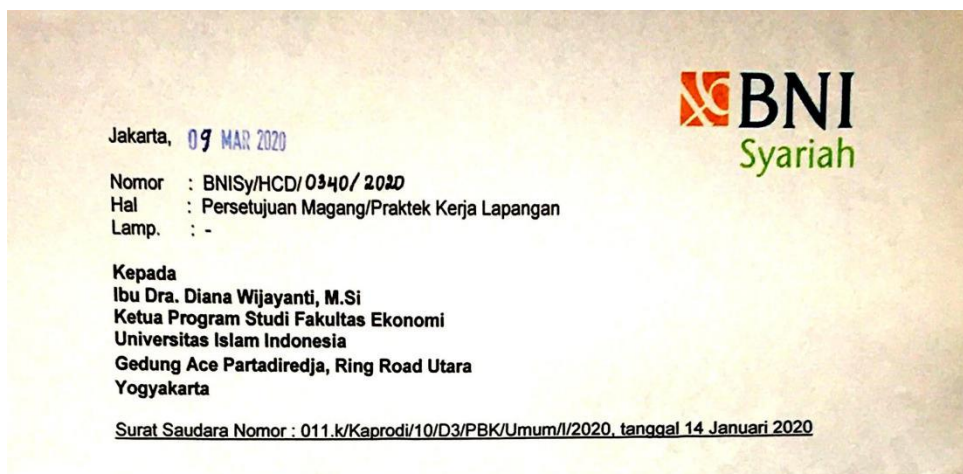 BNI
Syariah
Jakarta, 09 MAR 2020
Nomor : BNISy/HCD/0340/2020
Hal : Persetujuan Magang/Praktek Kerja Lapangan
Lamp. : -
Kepada
Ibu Dra. Diana Wijayanti, M.Si
Ketua Program Studi Fakultas Ekonomi
Universitas Islam Indonesia
Gedung Ace Partadiredja, Ring Road Utara
Yogyakarta
Surat Saudara Nomor : 011.k/Kaprodi/10/D3/PBK/Umum/I/2020, tanggal 14 Januari 2020